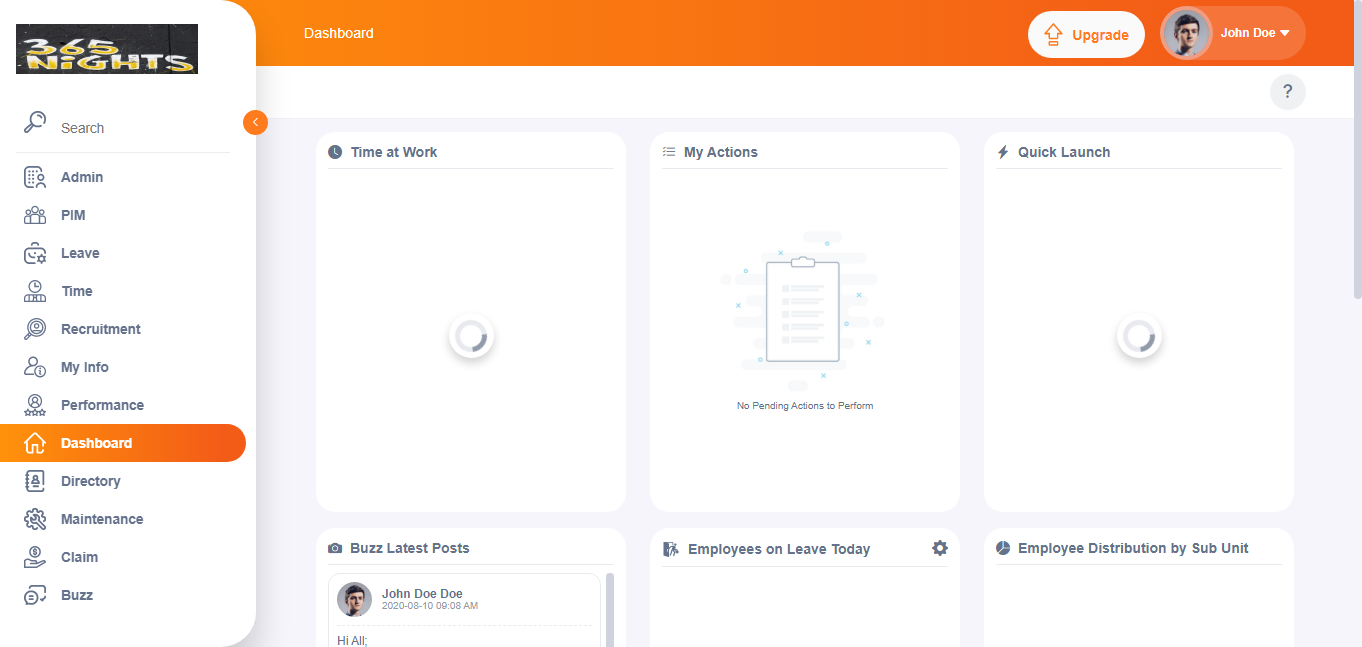 365
NIGHTS
Dashboard
Upgrade
John Doe
?
Search
Admin
PIM
Leave
Time
Recruitment
My Info
Performance
Dashboard
Directory
Maintenance
Claim
Buzz
Time at Work
My Actions
No Pending Actions to Perform
Quick Launch
Buzz Latest Posts
John Doe Doe
2020-08-10 09:08 AM
Hi All;
Employees on Leave Today
Employee Distribution by Sub Unit